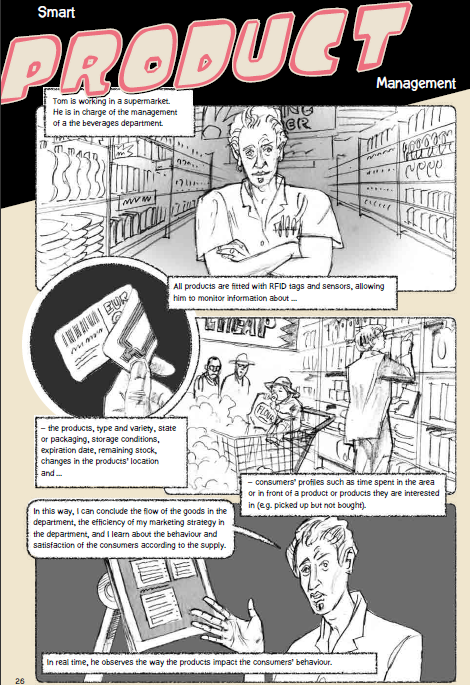 Smart
PRODUCT
Management
Tom is working in a supermarket.
He is in charge of the management
of a the beverages department.
All products are fitted with RFID tags and sensors, allowing
him to monitor information about ...
CHEAP
– the products, type and variety, state
or packaging, storage conditions,
expiration date, remaining stock,
changes in the products' location
and ...
– consumers' profiles such as time spent in the area
or in front of a product or products they are interested
in (e.g. picked up but not bought).
In this way, I can conclude the flow of the goods in the
department, the efficiency of my marketing strategy in
the department, and I learn about the behaviour and
satisfaction of the consumers according to the supply.
In real time, he observes the way the products impact the consumers' behaviour.
26